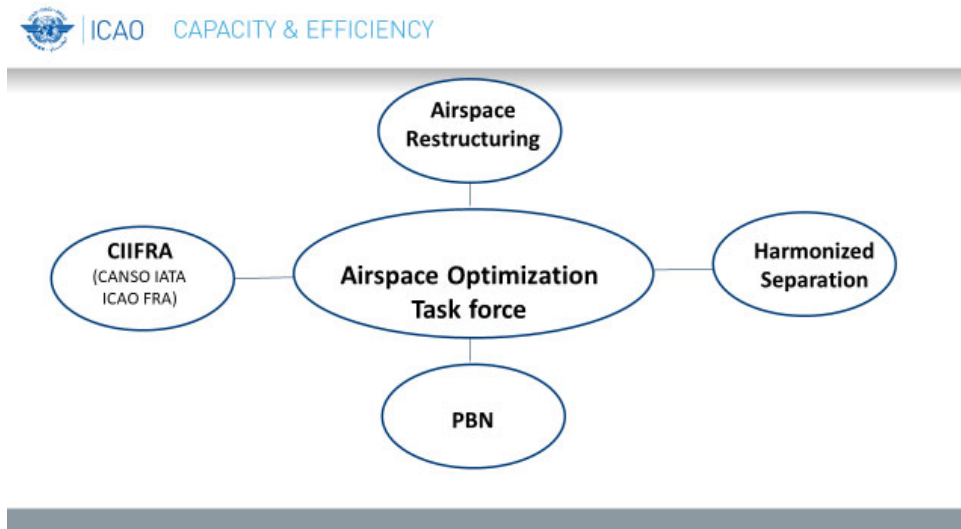 ICAO CAPACITY & EFFICIENCY
Airspace
Restructuring
CIIFRA
(CANSO IATA
ICAO FRA)
Airspace Optimization
Task force
Harmonized
Separation
PBN